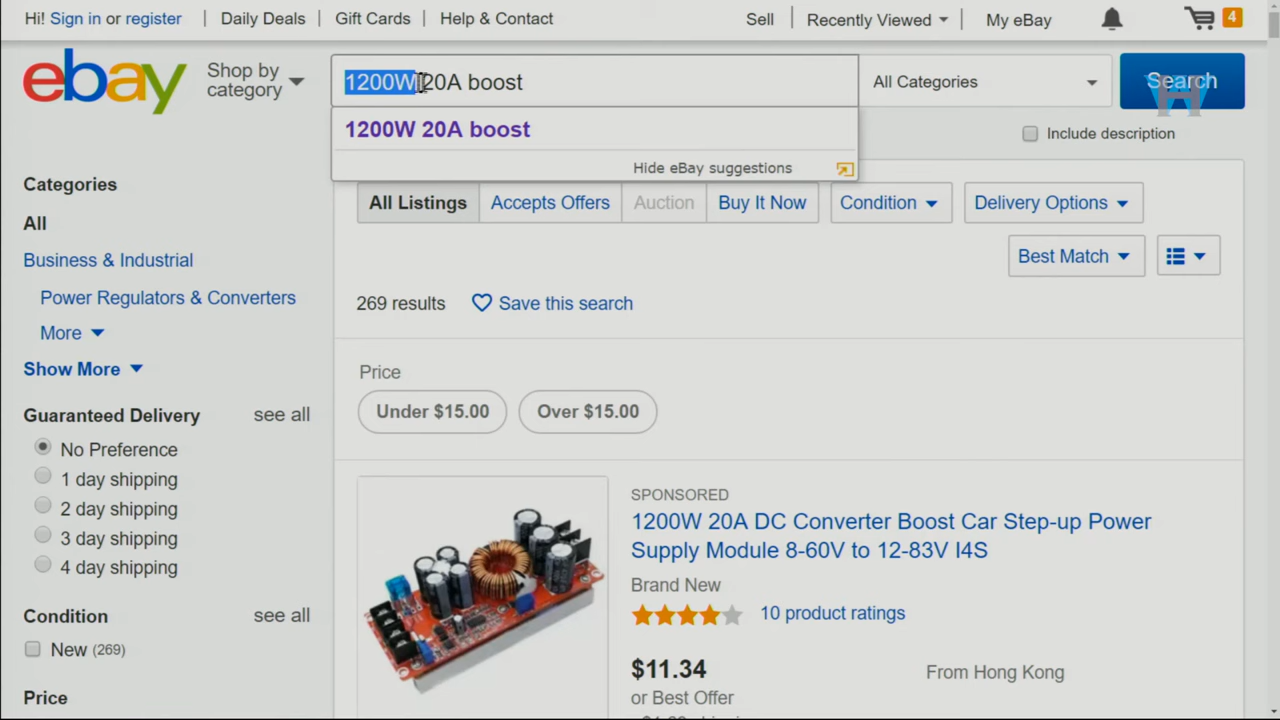 Hi! Sign in or register
Daily Deals
Gift Cards
Help & Contact
Sell
Recently Viewed
My eBay
4
ebay
Shop by
category
1200W 20A boost
All Categories
Search
1200W 20A boost
Hide eBay suggestions
Include description
Categories
All
Business & Industrial
Power Regulators & Converters
More
Show More
Guaranteed Delivery
see all
No Preference
1 day shipping
2 day shipping
3 day shipping
4 day shipping
Condition
see all
New (269)
Price
All Listings
Accepts Offers
Auction
Buy It Now
Condition
Delivery Options
Best Match
269 results
Save this search
Price
Under $15.00
Over $15.00
SPONSORED
1200W 20A DC Converter Boost Car Step-up Power
Supply Module 8-60V to 12-83V I4S
Brand New
10 product ratings
$11.34
From Hong Kong
or Best Offer